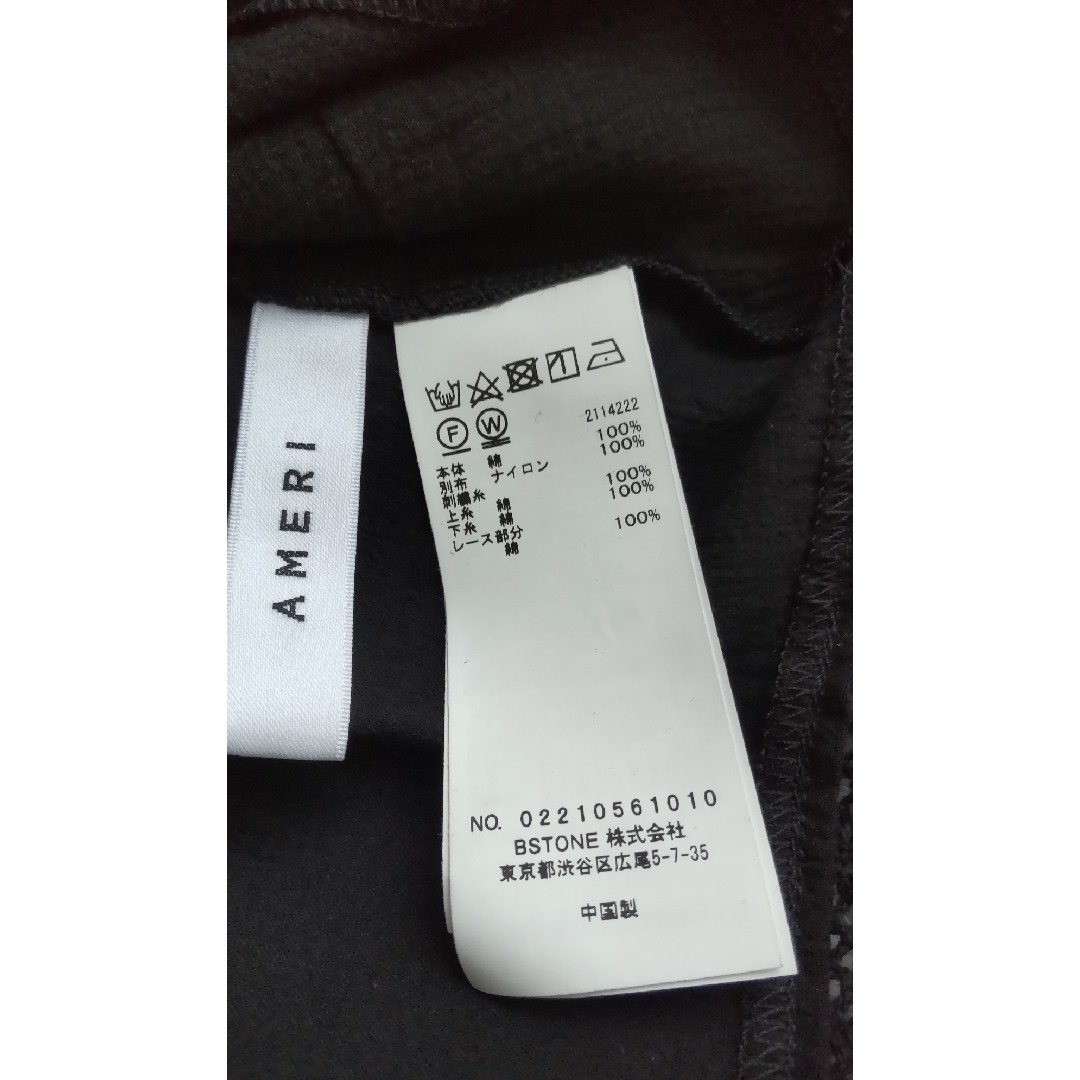 AMERI
2114222
F W
本体 綿 100%
別布 ナイロン 100%
刺繍糸
上糸 綿 100%
下糸 綿 100%
レース部分
綿 100%
NO. 02210561010
BSTONE 株式会社
東京都渋谷区広尾5-7-35
中国製